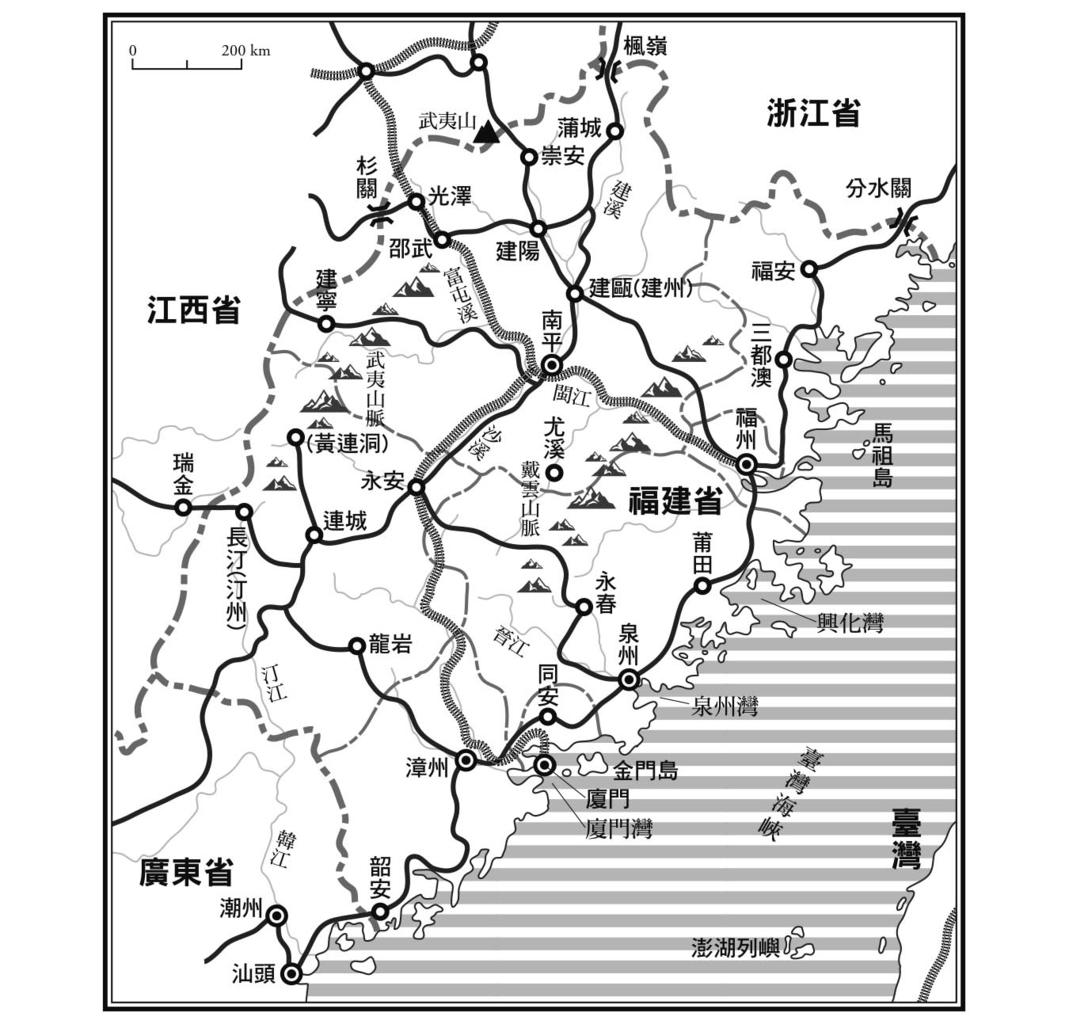 0 200 km
楓嶺
浙江省
武夷山
蒲城
崇安
杉關
光澤
建溪
分水關
邵武
建陽
福安
富屯溪
建甌(建州)
建寧
江西省
南平
三都澳
武夷山脈
閩江
福州
馬祖島
沙溪
尤溪
(黃連洞)
瑞金
永安
戴雲山脈
福建省
連城
長汀(汀州)
莆田
永春
興化灣
龍岩
晉江
泉州
汀江
同安
泉州灣
漳州
金門島
廈門
廈門灣
臺灣海峽
臺灣
韓江
廣東省
韶安
潮州
澎湖列嶼
汕頭